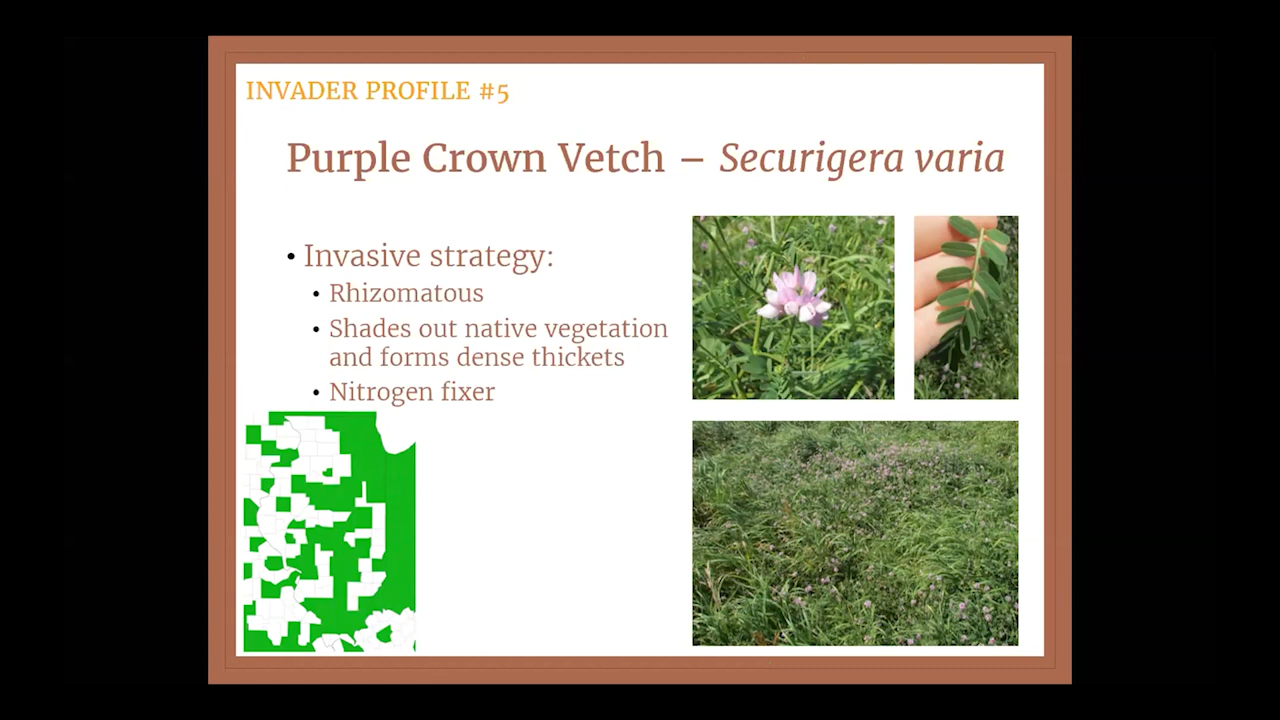 INVADER PROFILE #5
Purple Crown Vetch – Securigera varia
• Invasive strategy:
• Rhizomatous
• Shades out native vegetation
and forms dense thickets
• Nitrogen fixer